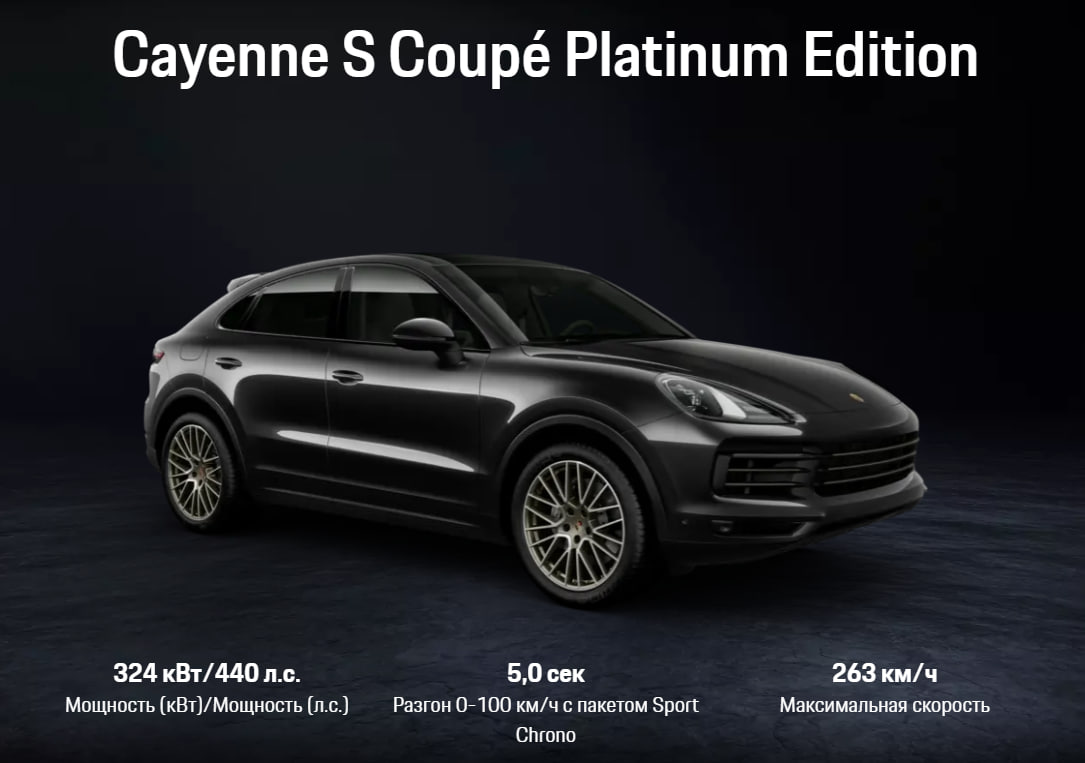 Cayenne S Coupé Platinum Edition
324 кВт/440 л.с.
Мощность (кВт)/Мощность (л.с.)
5,0 сек
Разгон 0-100 км/ч с пакетом Sport
Chrono
263 км/ч
Максимальная скорость